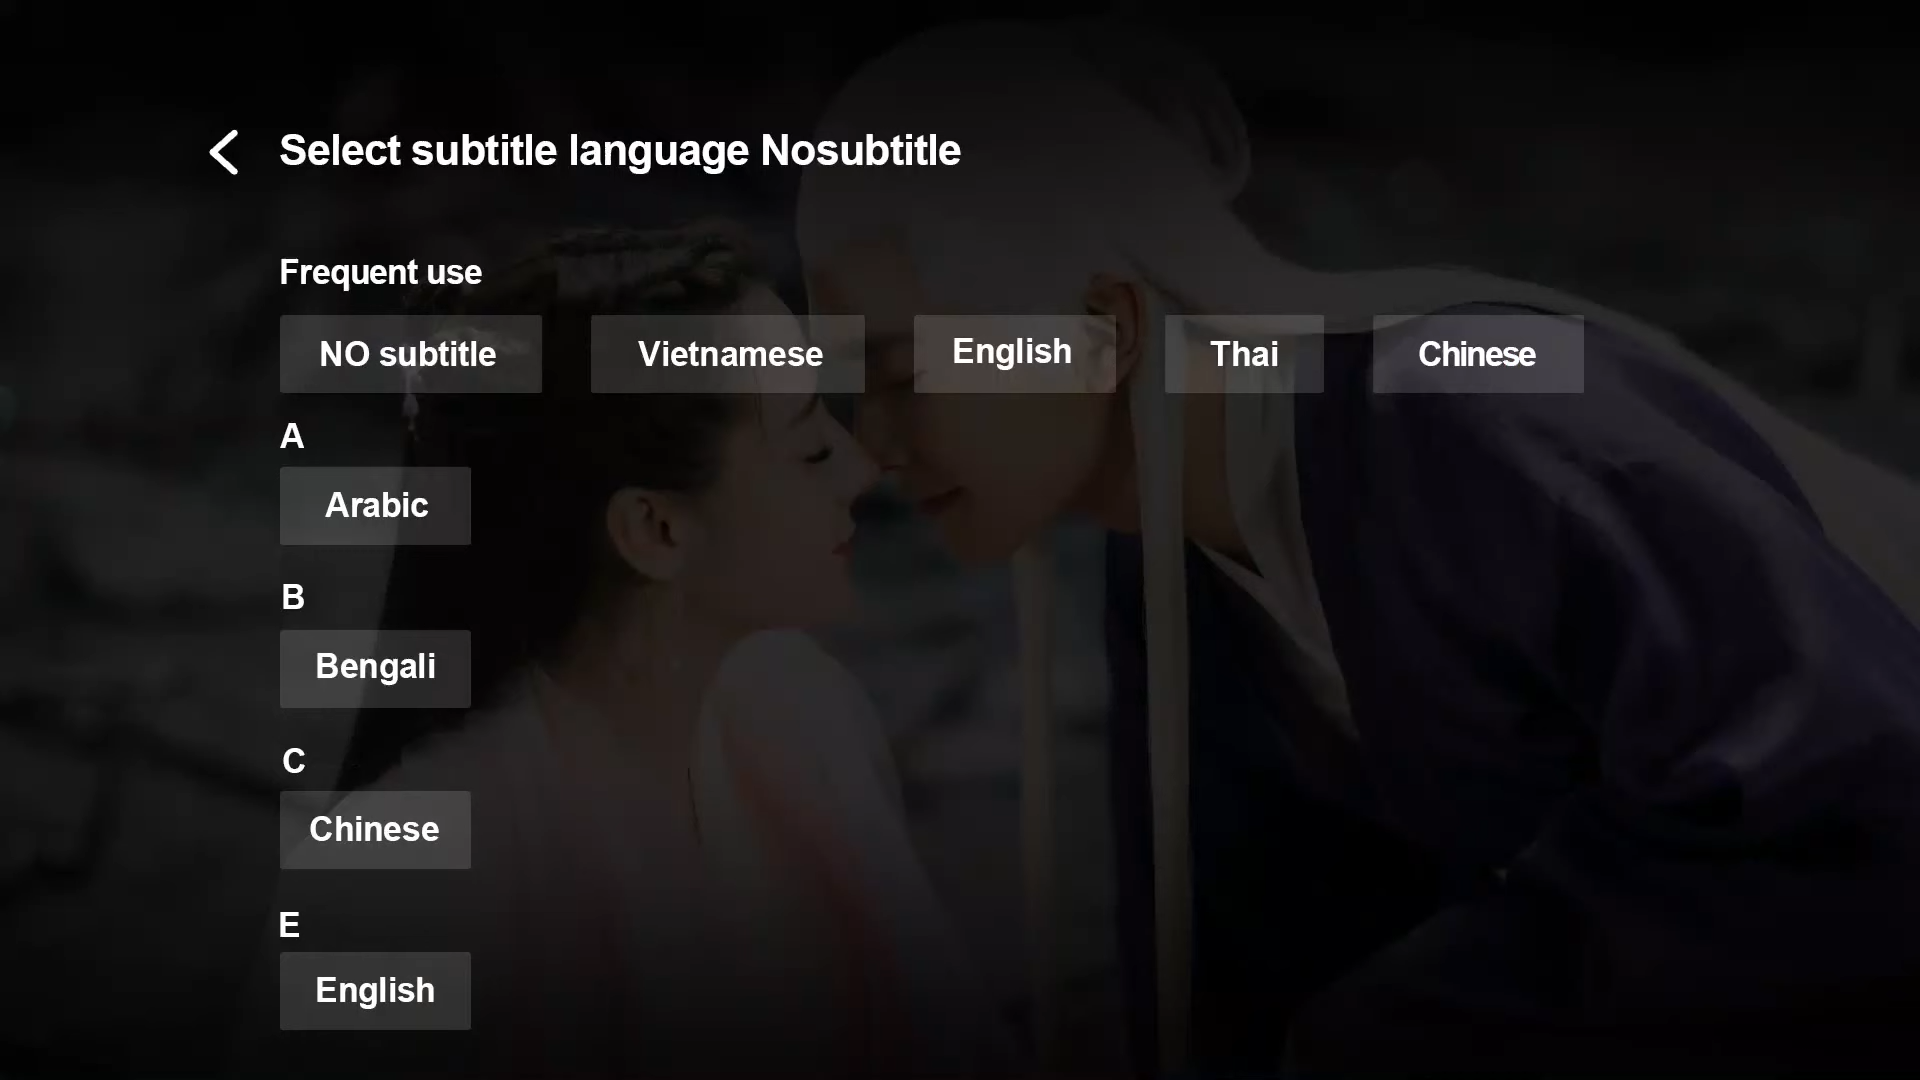 Select subtitle language Nosubtitle
Frequent use
NO subtitle Vietnamese English Thai Chinese
A
Arabic
B
Bengali
C
Chinese
E
English